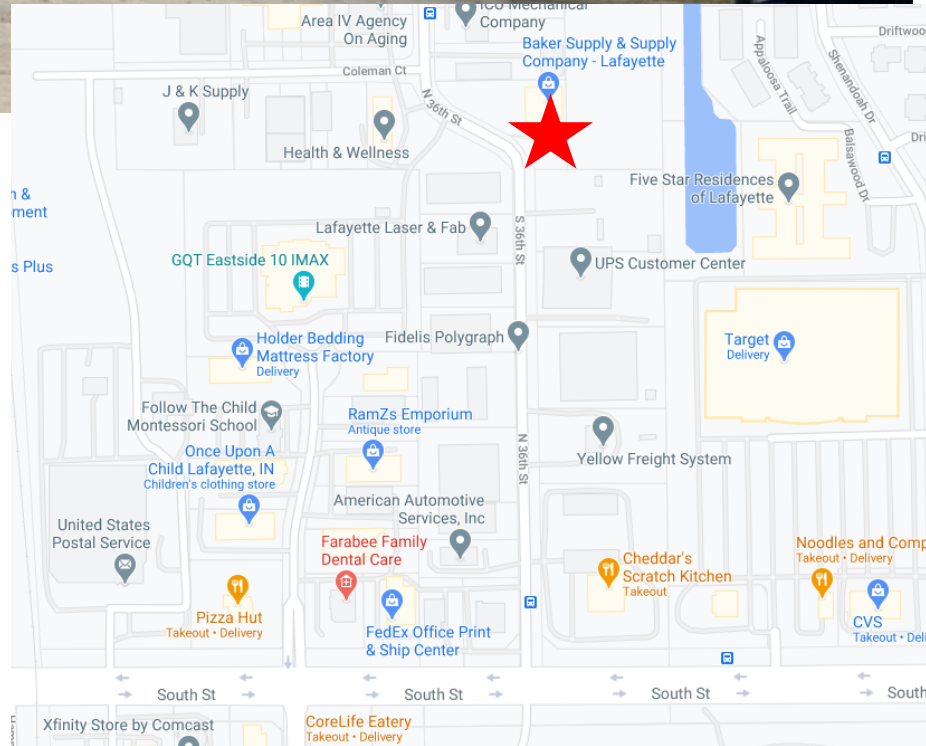 ICO Mechanical
Company
Area IV Agency
On Aging
Baker Supply & Supply
Company - Lafayette
Driftwoo
Coleman Ct
Appaloosa Trail
Shenandoah Dr
J & K Supply
N 36th St
Health & Wellness
Balsawood Dr
Dri
Five Star Residences
of Lafayette
n &
ment
Lafayette Laser & Fab
S 36th St
GQT Eastside 10 IMAX
UPS Customer Center
s Plus
Holder Bedding
Mattress Factory
Delivery
Fidelis Polygraph
Target
Delivery
Follow The Child
Montessori School
RamZs Emporium
Antique store
N 36th St
Once Upon A
Child Lafayette, IN
Children's clothing store
Yellow Freight System
American Automotive
Services, Inc
United States
Postal Service
Farabee Family
Dental Care
Cheddar's
Scratch Kitchen
Takeout
Noodles and Comp
Takeout • Delivery
Pizza Hut
Takeout • Delivery
FedEx Office Print
& Ship Center
CVS
Takeout • Deli
South St
South St
South St
South
Xfinity Store by Comcast
CoreLife Eatery
Takeout • Delivery